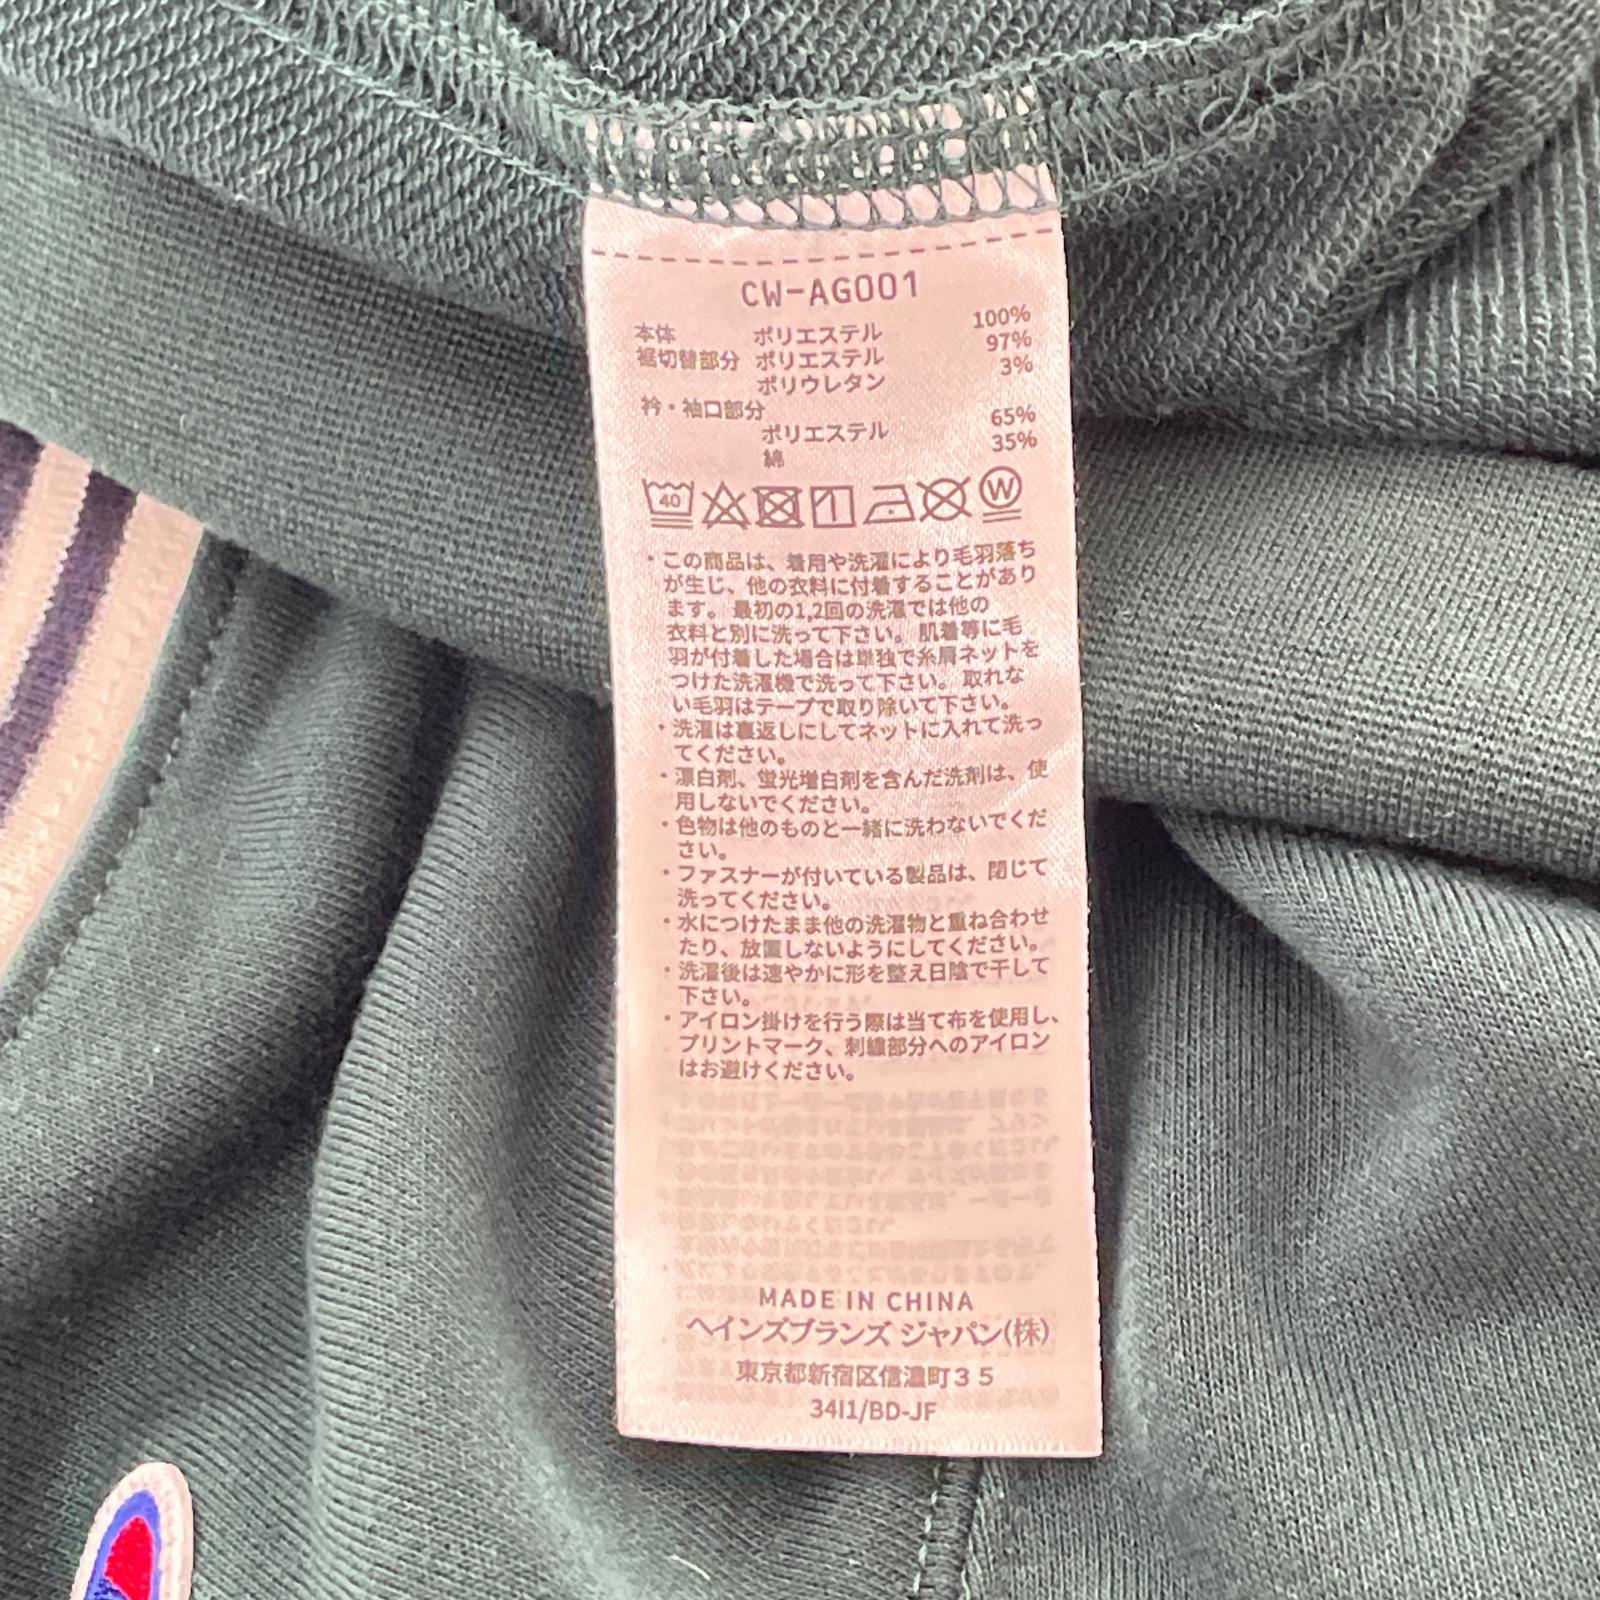 CW-AG001
本体 ポリエステル 100%
裾切替部分 ポリエステル 97%
ポリウレタン 3%
衿・袖口部分
ポリエステル 65%
綿 35%
40 W
・この商品は、着用や洗濯により毛羽落ち
が生じ、他の衣料に付着することがあり
ます。最初の1,2回の洗濯では他の
衣料と別に洗って下さい。肌着等に毛
羽が付着した場合は単独で糸屑ネットを
つけた洗濯機で洗って下さい。取れな
い毛羽はテープで取り除いて下さい。
・洗濯は裏返しにしてネットに入れて洗っ
てください。
・漂白剤、蛍光増白剤を含んだ洗剤は、使
用しないでください。
・色物は他のものと一緒に洗わないでくだ
さい。
・ファスナーが付いている製品は、閉じて
洗ってください。
・水につけたまま他の洗濯物と重ね合わせ
たり、放置しないようにしてください。
・洗濯後は速やかに形を整え日陰で干して
下さい。
・アイロン掛けを行う際は当て布を使用し、
プリントマーク、刺繍部分へのアイロン
はお避けください。
MADE IN CHINA
ヘインズブランズ ジャパン(株)
東京都新宿区信濃町３５
34I1/BD-JF